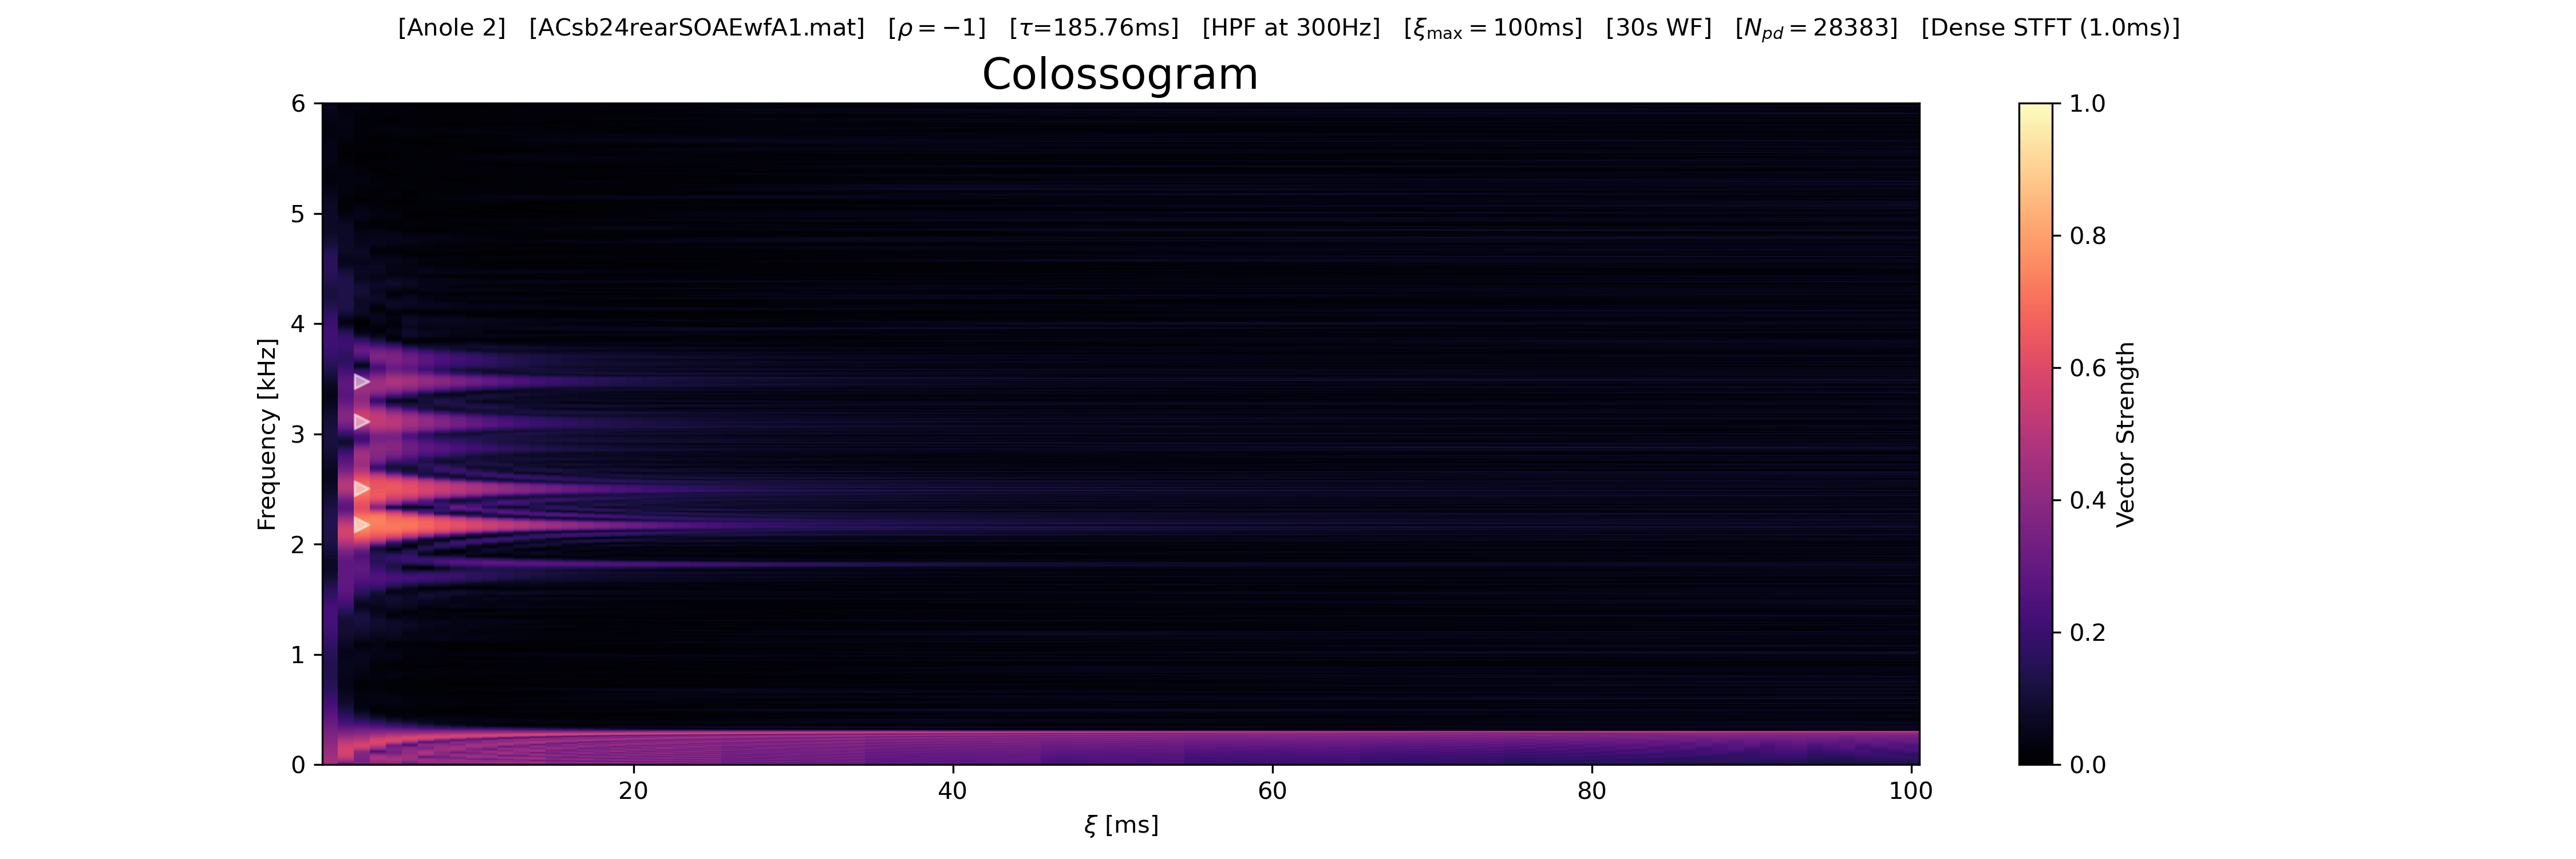 [Anole 2] [ACsb24rearSOAEwfA1.mat] [ρ = −1] [τ=185.76ms] [HPF at 300Hz] [ξmax = 100ms] [30s WF] [Npd = 28383] [Dense STFT (1.0ms)]
Colossogram
6
5
4
3
2
1
0
Frequency [kHz]
20 40 60 80 100
ξ [ms]
1.0
0.8
0.6
0.4
0.2
0.0
Vector Strength